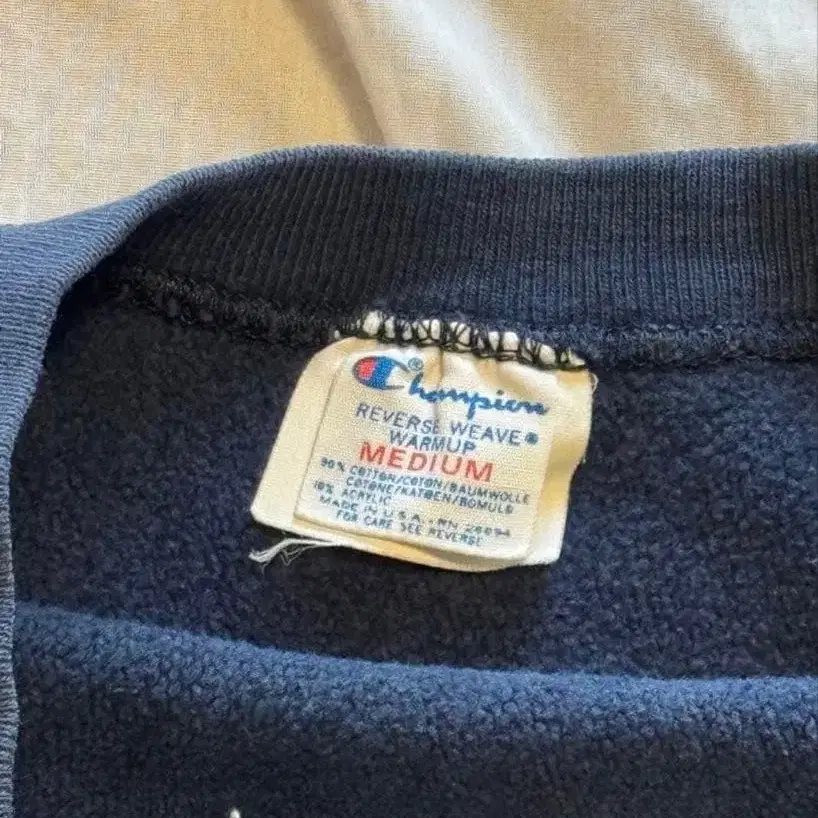 Champion®
REVERSE WEAVE®
WARMUP
MEDIUM
90% COTTON/COTON/BAUMWOLLE
COTONE/KATOEN/BOMULD
10% ACRYLIC
MADE IN U.S.A. RN 26094
FOR CARE SEE REVERSE